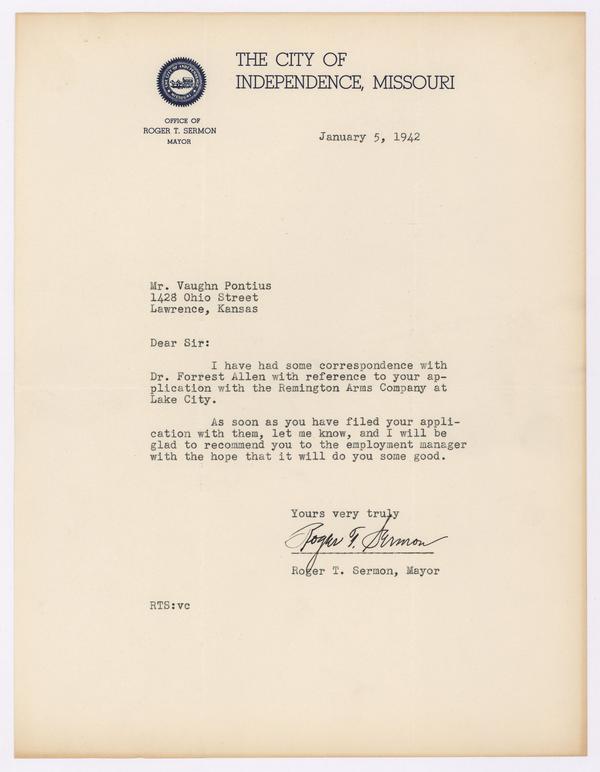 THE CITY OF
INDEPENDENCE, MISSOURI
OFFICE OF
ROGER T. SERMON
MAYOR
January 5, 1942
Mr. Vaughn Pontius
1428 Ohio Street
Lawrence, Kansas
Dear Sir:
I have had some correspondence with
Dr. Forrest Allen with reference to your ap-
plication with the Remington Arms Company at
Lake City.
As soon as you have filed your appli-
cation with them, let me know, and I will be
glad to recommend you to the employment manager
with the hope that it will do you some good.
Yours very truly
Roger T. Sermon
Roger T. Sermon, Mayor
RTS:vc